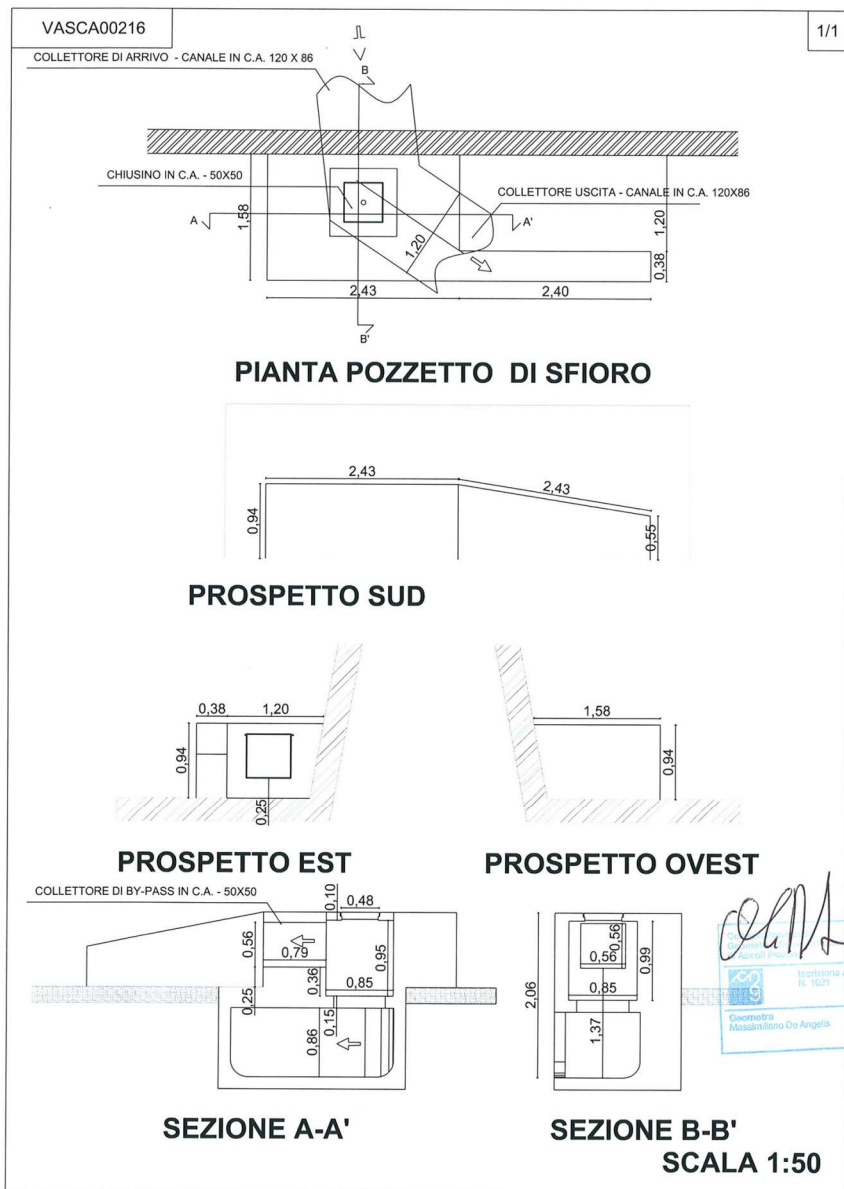 VASCA00216
1/1
COLLETTORE DI ARRIVO - CANALE IN C.A. 120 X 86
B
CHIUSINO IN C.A. - 50X50
COLLETTORE USCITA - CANALE IN C.A. 120X86
A
A'
1,58
1,20
1,20
0,38
2,43
2,40
B'
PIANTA POZZETTO DI SFIORO
2,43
2,43
0,94
0,55
PROSPETTO SUD
0,38
1,20
1,58
0,94
0,94
0,25
PROSPETTO EST
PROSPETTO OVEST
COLLETTORE DI BY-PASS IN C.A. - 50X50
0,10
0,48
0,56
0,79
0,95
0,36
0,85
0,25
0,15
0,86
2,06
0,56
0,56
0,99
0,85
1,37
Iscrizione
N. 1021
Geometra
Massimiliano De Angelis
SEZIONE A-A'
SEZIONE B-B'
SCALA 1:50